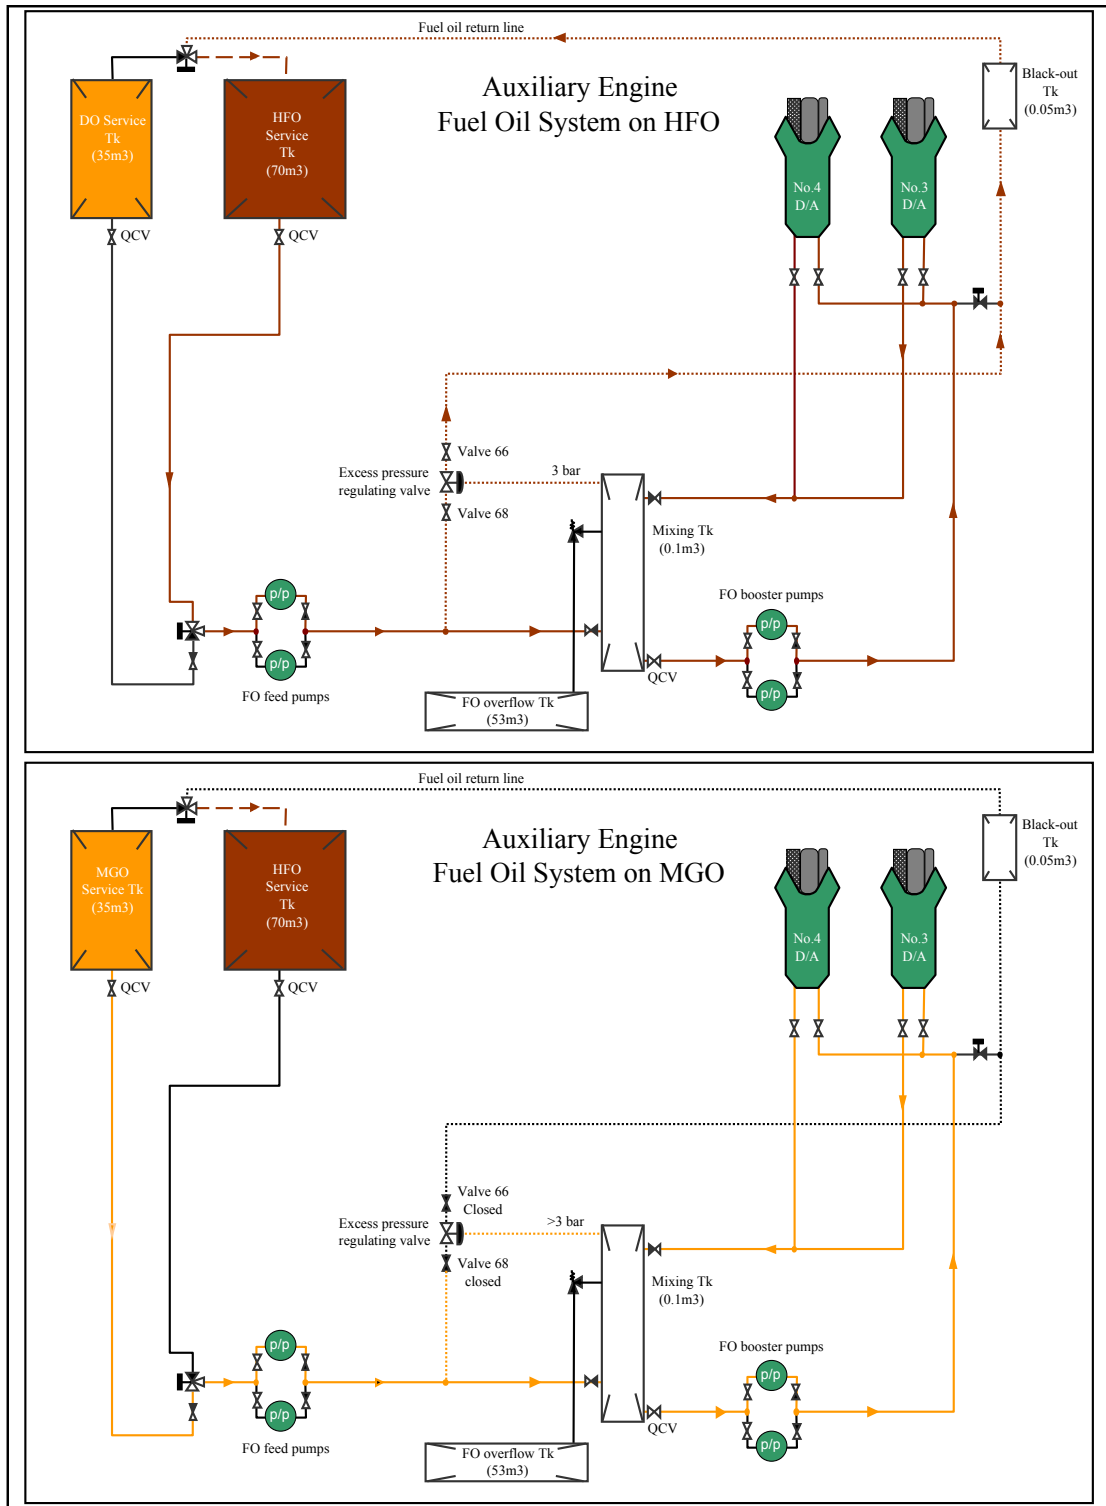 Fuel oil return line
Auxiliary Engine
Fuel Oil System on HFO
Black-out
Tk
(0.05m3)
DO Service
Tk
(35m3)
HFO
Service
Tk
(70m3)
No.4
D/A
No.3
D/A
QCV
QCV
Valve 66
Excess pressure
regulating valve
3 bar
Valve 68
Mixing Tk
(0.1m3)
p/p
FO booster pumps
p/p
p/p
QCV
p/p
FO feed pumps
FO overflow Tk
(53m3)
Fuel oil return line
Auxiliary Engine
Fuel Oil System on MGO
Black-out
Tk
(0.05m3)
MGO
Service Tk
(35m3)
HFO
Service
Tk
(70m3)
No.4
D/A
No.3
D/A
QCV
QCV
Valve 66
Closed
Excess pressure
regulating valve
>3 bar
Valve 68
closed
Mixing Tk
(0.1m3)
p/p
FO booster pumps
p/p
p/p
QCV
p/p
FO feed pumps
FO overflow Tk
(53m3)